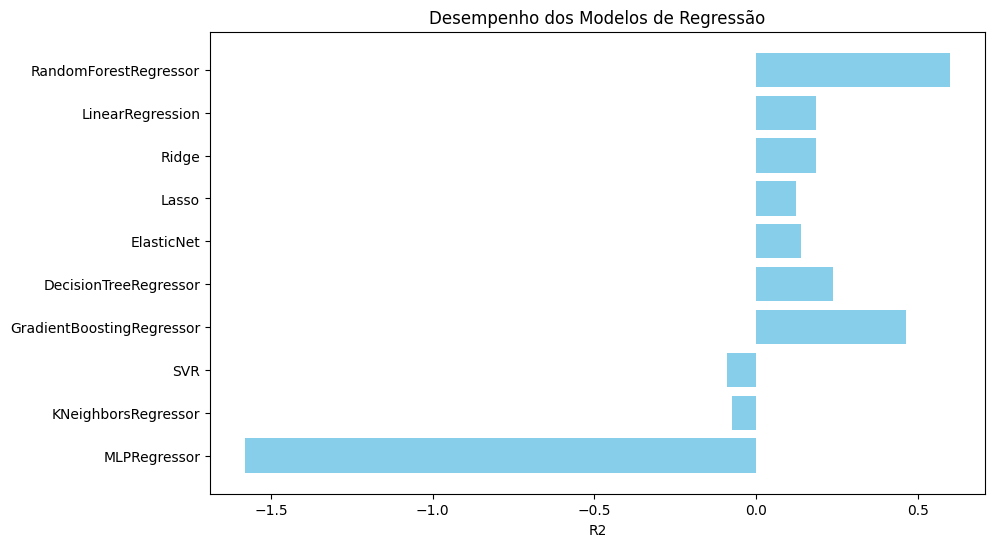 Desempenho dos Modelos de Regressão
RandomForestRegressor
LinearRegression
Ridge
Lasso
ElasticNet
DecisionTreeRegressor
GradientBoostingRegressor
SVR
KNeighborsRegressor
MLPRegressor
−1.5 −1.0 −0.5 0.0 0.5
R2